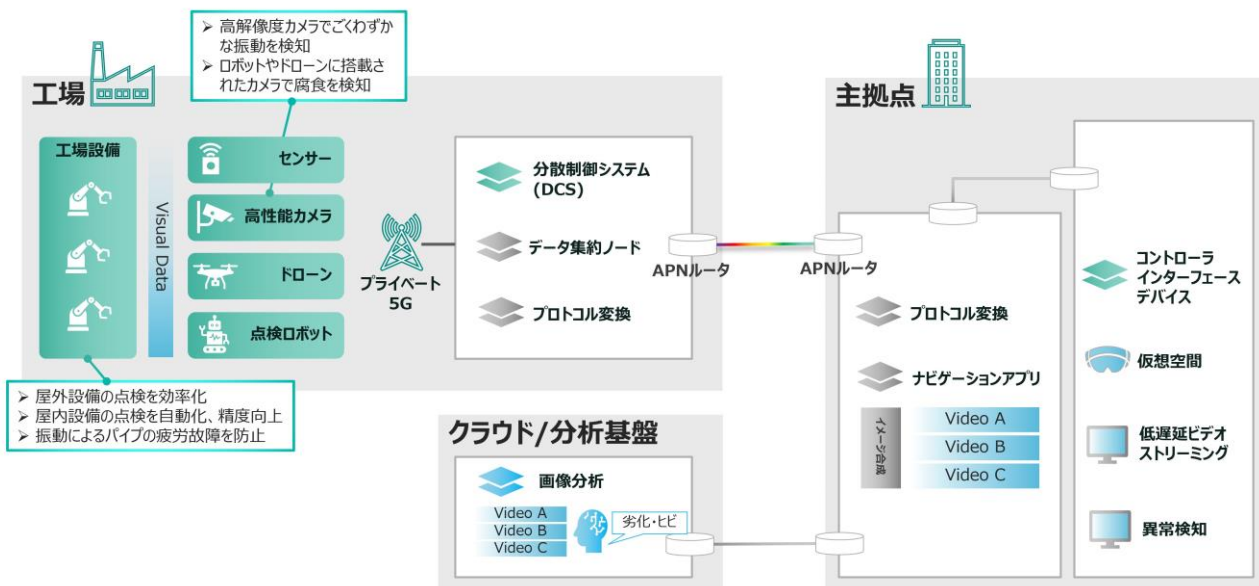 ➢ 高解像度カメラでごくわずか
な振動を検知
➢ ロボットやドローンに搭載さ
れたカメラで腐食を検知
工場
工場設備
Visual Data
センサー
高性能カメラ
ドローン
点検ロボット
プライベート
5G
分散制御システム
(DCS)
データ集約ノード
プロトコル変換
APNルータ
➢ 屋外設備の点検を効率化
➢ 屋内設備の点検を自動化、精度向上
➢ 振動によるパイプの疲労故障を防止
クラウド/分析基盤
画像分析
Video A
Video B
Video C
劣化・ヒビ
主拠点
APNルータ
プロトコル変換
ナビゲーションアプリ
イメージ合成
Video A
Video B
Video C
コントローラ
インターフェース
デバイス
仮想空間
低遅延ビデオ
ストリーミング
異常検知